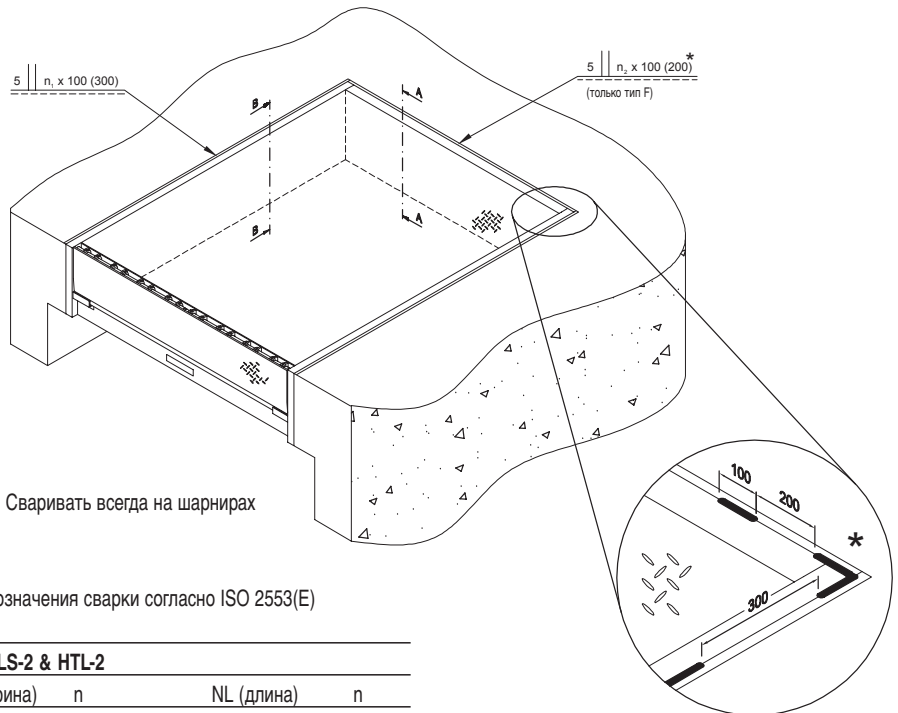 5 || n₁ x 100 (300)
5 || n₂ x 100 (200)*
(только тип F)
B A
B A
100
200
*
300
Сваривать всегда на шарнирах
означения сварки согласно ISO 2553(E)
LS-2 & HTL-2
рина) n NL (длина) n